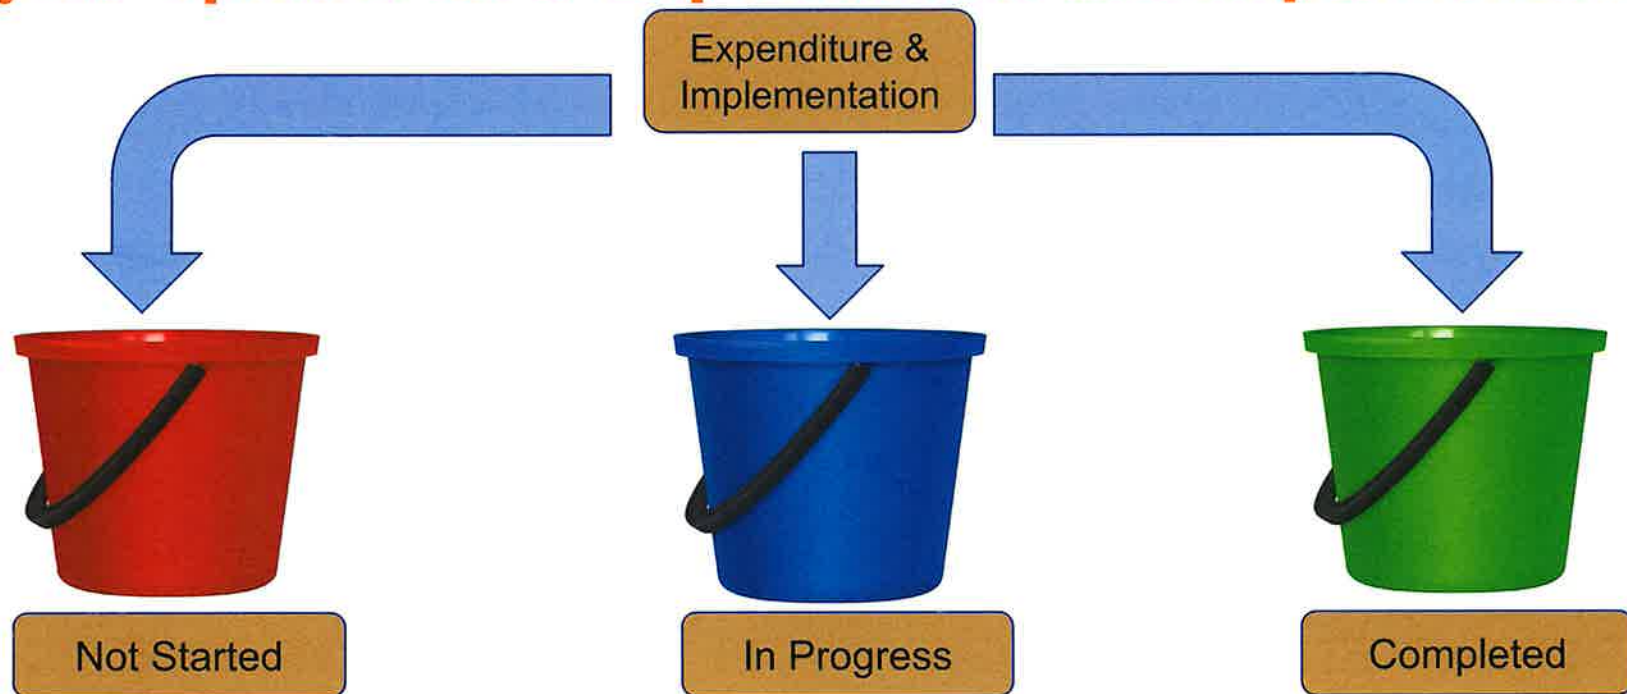 Expenditure &
Implementation
Not Started
In Progress
Completed